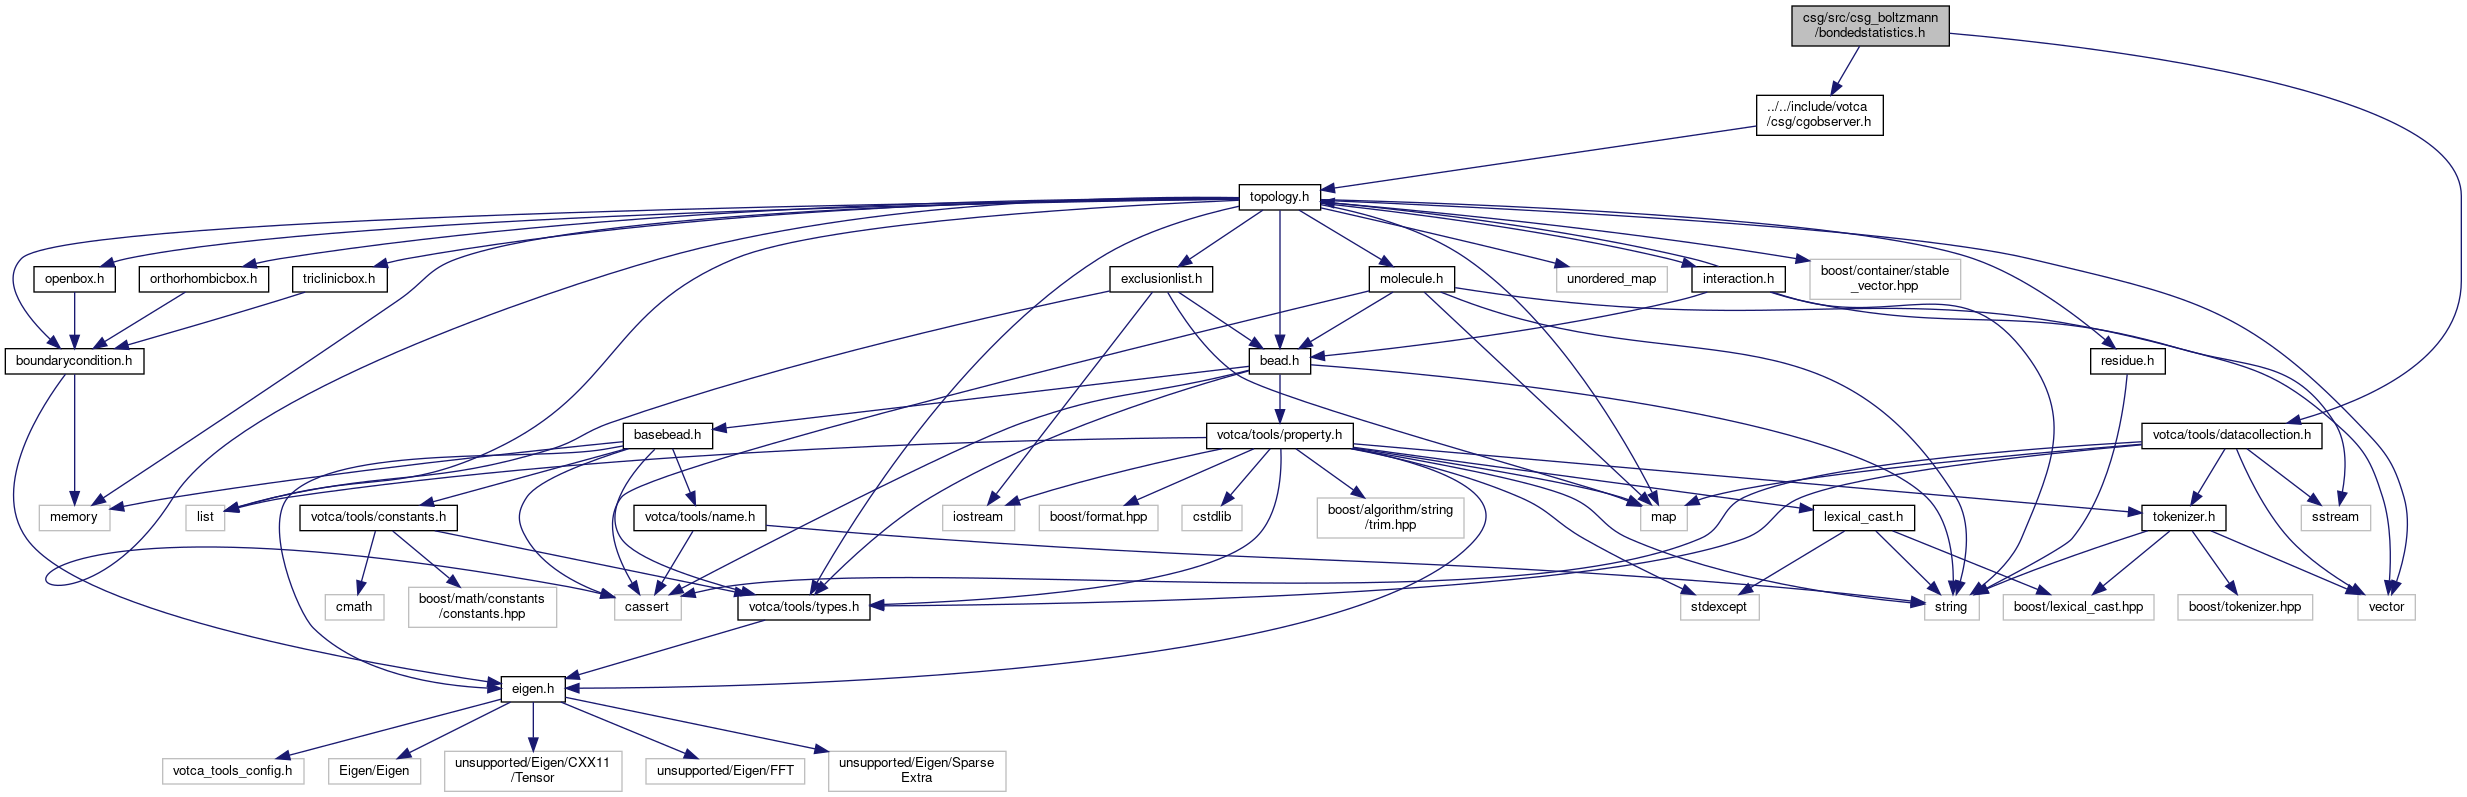 csg/src/csg_boltzmann
/bondedstatistics.h
../../include/votca
/csg/cgobserver.h
topology.h
openbox.h
orthorhombicbox.h
triclinicbox.h
exclusionlist.h
molecule.h
unordered_map
interaction.h
boost/container/stable
_vector.hpp
boundarycondition.h
bead.h
residue.h
basebead.h
votca/tools/property.h
votca/tools/datacollection.h
memory
list
votca/tools/constants.h
votca/tools/name.h
iostream
boost/format.hpp
cstdlib
boost/algorithm/string
/trim.hpp
map
lexical_cast.h
tokenizer.h
sstream
cmath
boost/math/constants
/constants.hpp
cassert
votca/tools/types.h
stdexcept
string
boost/lexical_cast.hpp
boost/tokenizer.hpp
vector
eigen.h
votca_tools_config.h
Eigen/Eigen
unsupported/Eigen/CXX11
/Tensor
unsupported/Eigen/FFT
unsupported/Eigen/Sparse
Extra